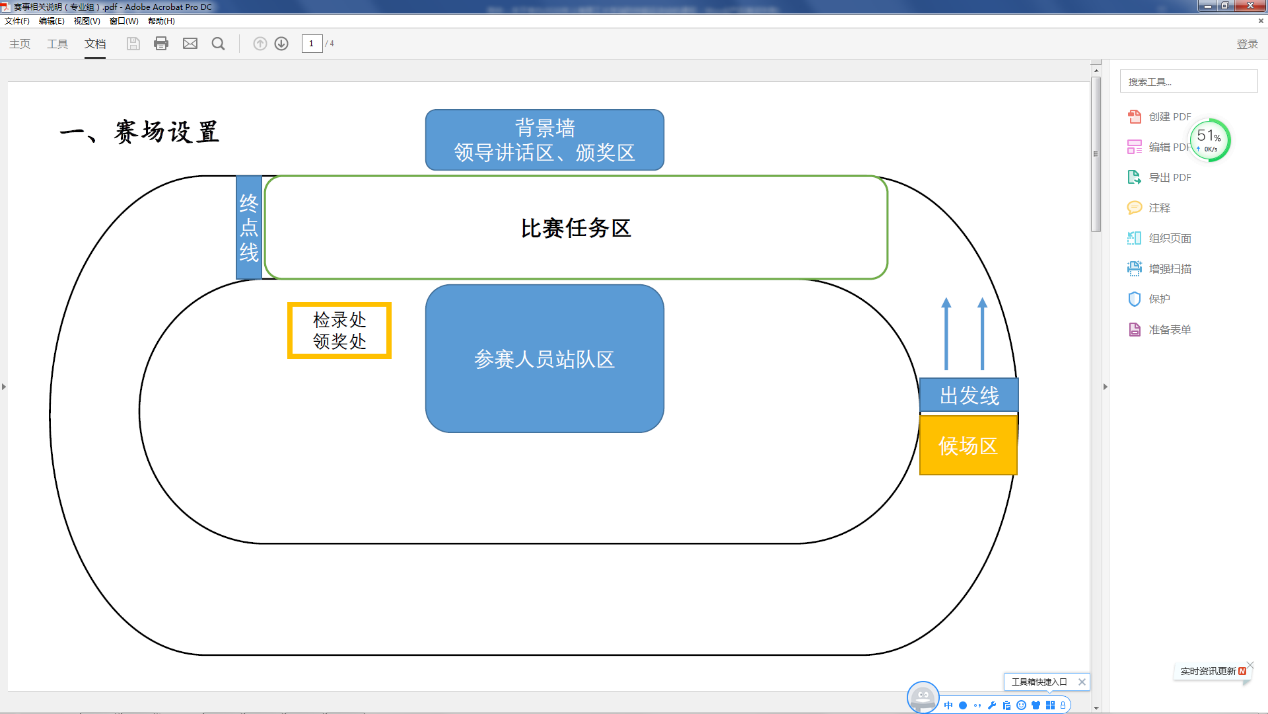 赛事相关说明（专业组）.pdf - Adobe Acrobat Pro DC
文件(F) 编辑(E) 视图(V) 窗口(W) 帮助(H)
主页 工具 文档 1 / 4 登录
搜索工具...
创建 PDF
编辑 PDF
导出 PDF
注释
组织页面
增强扫描
保护
准备表单
51%
0K/s
一、赛场设置
背景墙
领导讲话区、颁奖区
终点线
比赛任务区
检录处
领奖处
参赛人员站队区
出发线
候场区
实时资讯更新 N
工具箱快捷入口
中